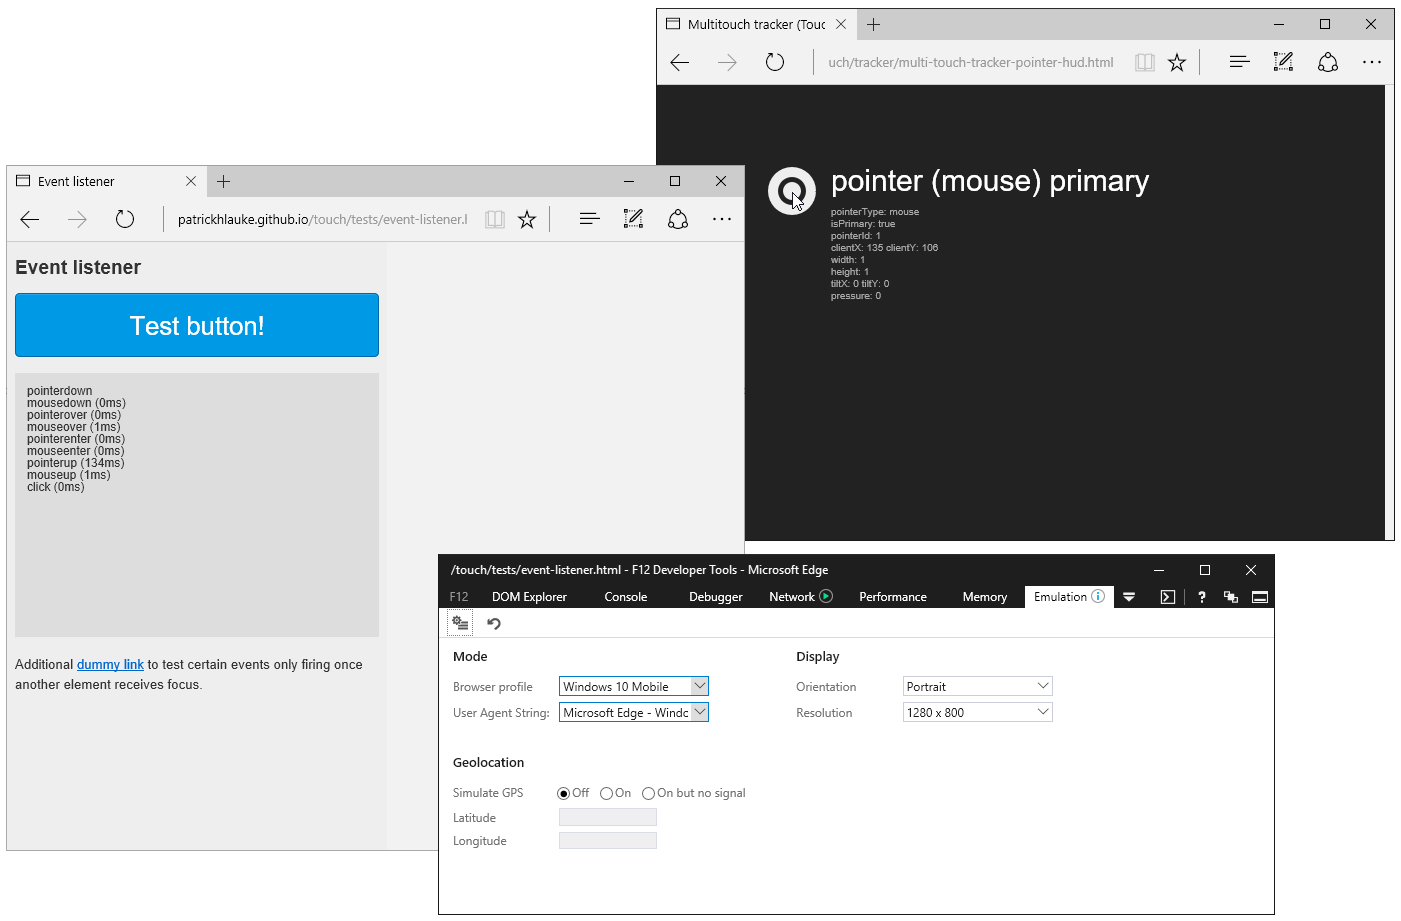 Multitouch tracker (Touc
uch/tracker/multi-touch-tracker-pointer-hud.html
pointer (mouse) primary
pointerType: mouse
isPrimary: true
pointerId: 1
clientX: 135 clientY: 106
width: 1
height: 1
tiltX: 0 tiltY: 0
pressure: 0
Event listener
patrickhlauke.github.io/touch/tests/event-listener.l
Event listener
Test button!
pointerdown
mousedown (0ms)
pointerover (0ms)
mouseover (1ms)
pointerenter (0ms)
mouseenter (0ms)
pointerup (134ms)
mouseup (1ms)
click (0ms)
Additional dummy link to test certain events only firing once
another element receives focus.
/touch/tests/event-listener.html - F12 Developer Tools - Microsoft Edge
F12 DOM Explorer Console Debugger Network Performance Memory Emulation
Mode
Browser profile Windows 10 Mobile
User Agent String: Microsoft Edge - Windc
Display
Orientation Portrait
Resolution 1280 x 800
Geolocation
Simulate GPS Off On On but no signal
Latitude
Longitude